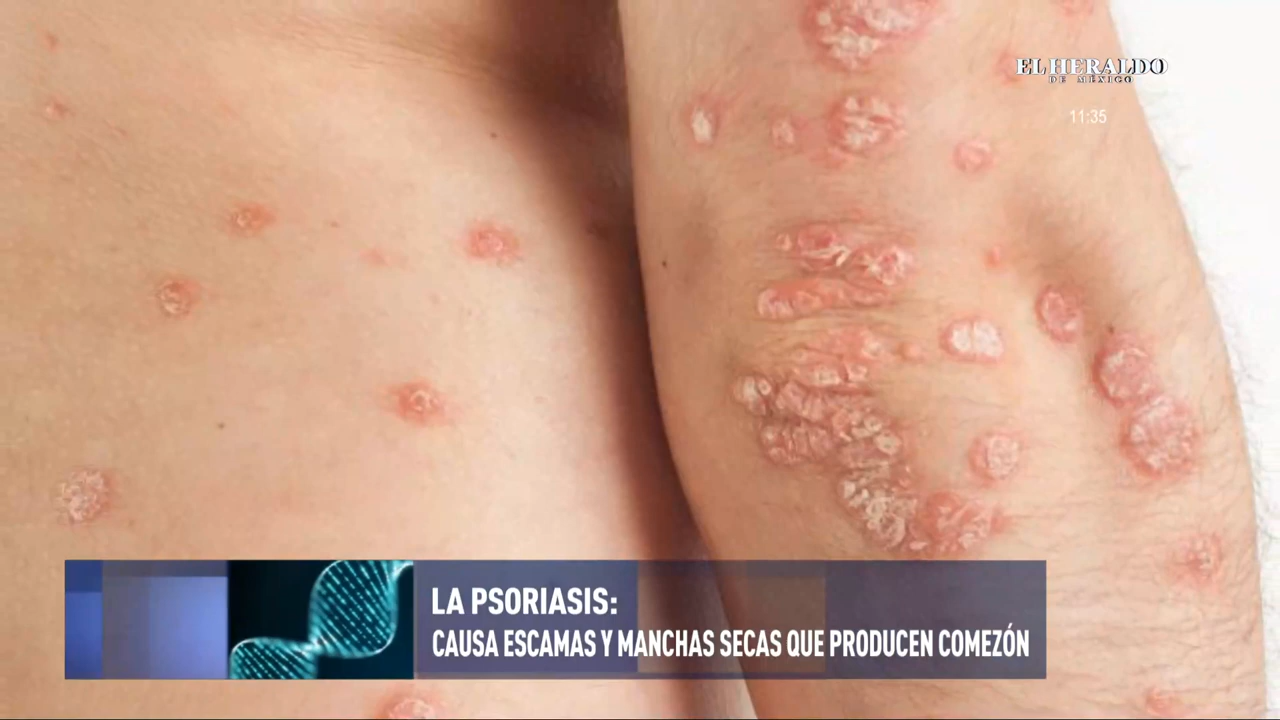 EL HERALDO
DE MÉXICO
11:35
LA PSORIASIS:
CAUSA ESCAMAS Y MANCHAS SECAS QUE PRODUCEN COMEZÓN